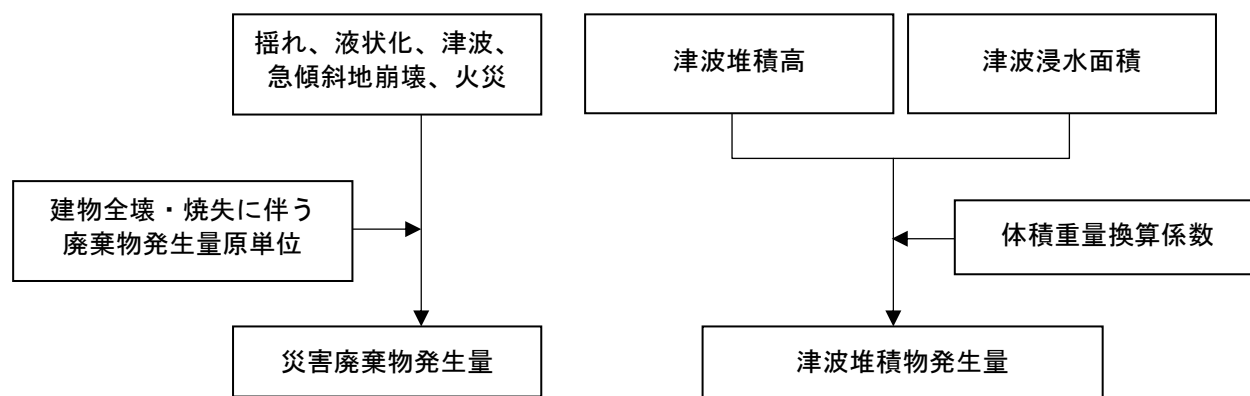 揺れ、液状化、津波、
急傾斜地崩壊、火災
津波堆積高
津波浸水面積
建物全壊・焼失に伴う
廃棄物発生量原単位
体積重量換算係数
災害廃棄物発生量
津波堆積物発生量